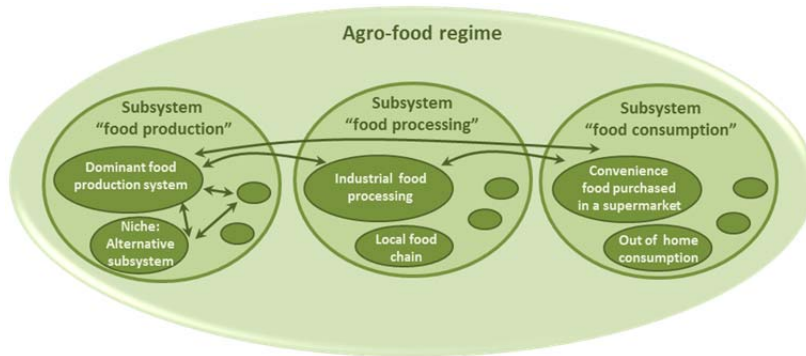 Agro-food regime
Subsystem
"food production"
Dominant food
production system
Niche:
Alternative
subsystem
Subsystem
"food processing"
Industrial food
processing
Local food
chain
Subsystem
"food consumption"
Convenience
food purchased
in a supermarket
Out of home
consumption